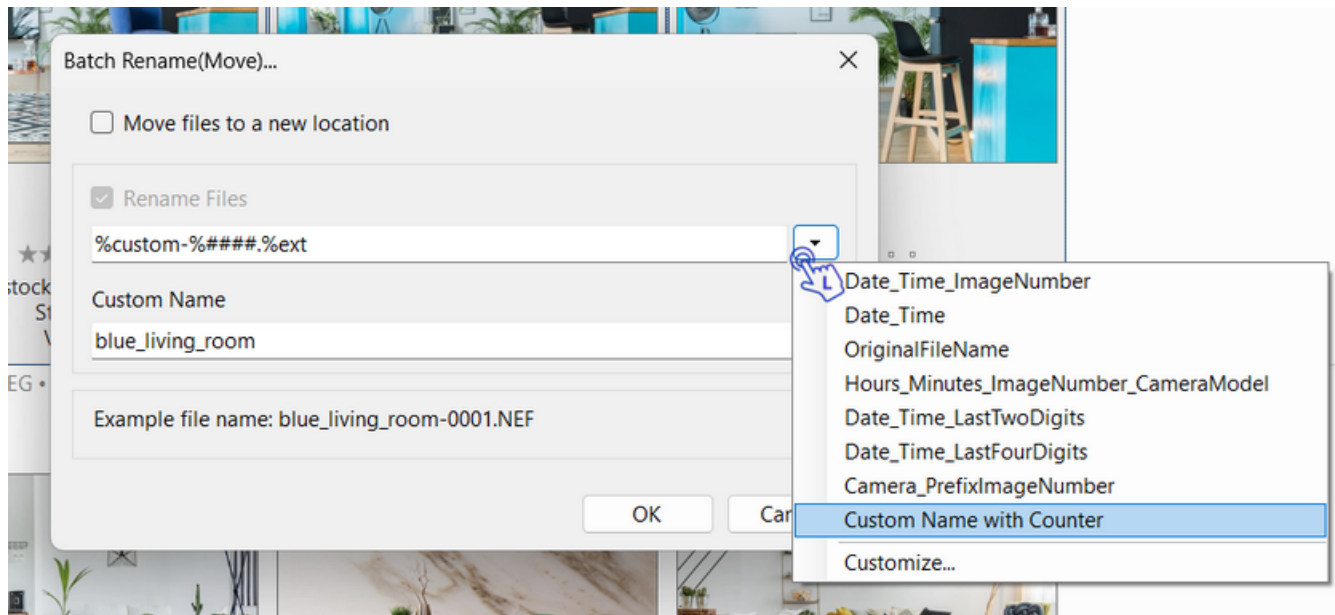 Batch Rename(Move)...
Move files to a new location
Rename Files
%custom-%####.%ext
Custom Name
blue_living_room
Example file name: blue_living_room-0001.NEF
OK
Date_Time_ImageNumber
Date_Time
OriginalFileName
Hours_Minutes_ImageNumber_CameraModel
Date_Time_LastTwoDigits
Date_Time_LastFourDigits
Camera_PrefixImageNumber
Custom Name with Counter
Customize...
L